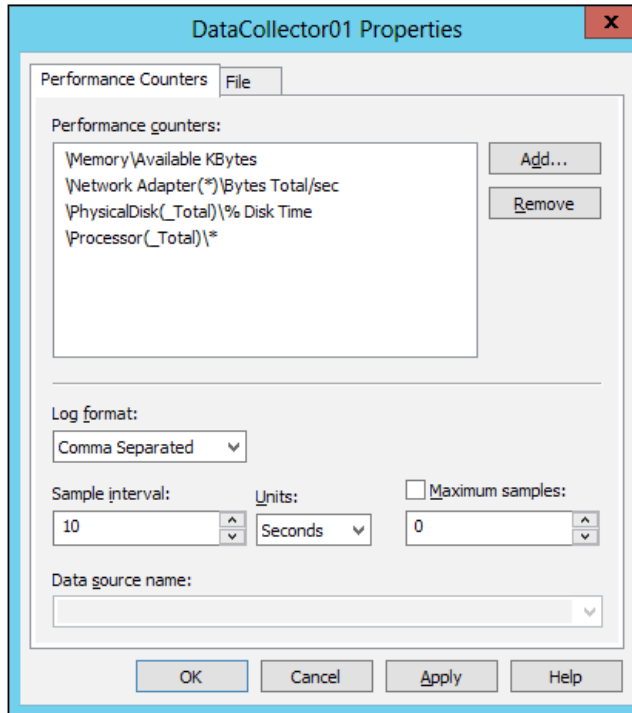 DataCollector01 Properties
x
Performance Counters
File
Performance counters:
\Memory\Available KBytes
\Network Adapter(*)\Bytes Total/sec
\PhysicalDisk(_Total)\% Disk Time
\Processor(_Total)\*
Add...
Remove
Log format:
Comma Separated
Sample interval:
Units:
Maximum samples:
10
Seconds
0
Data source name:
OK
Cancel
Apply
Help